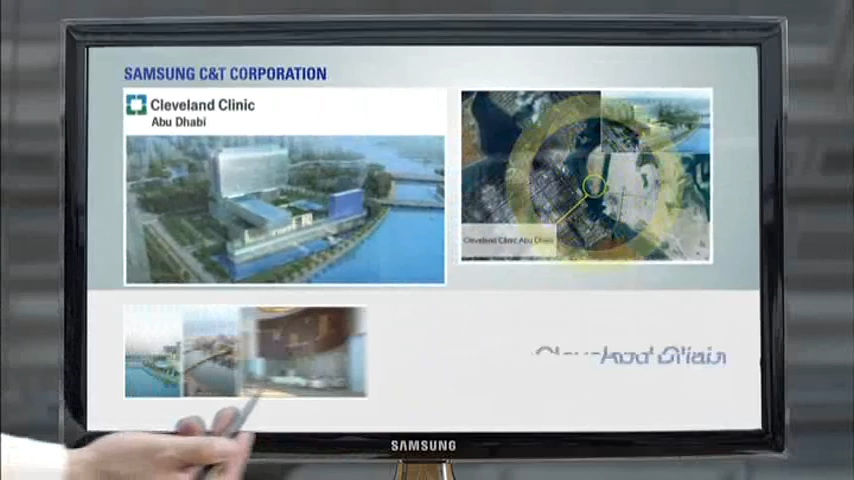 SAMSUNG C&T CORPORATION
Cleveland Clinic
Abu Dhabi
Cleveland Clinic Abu Dhabi
SAMSUNG